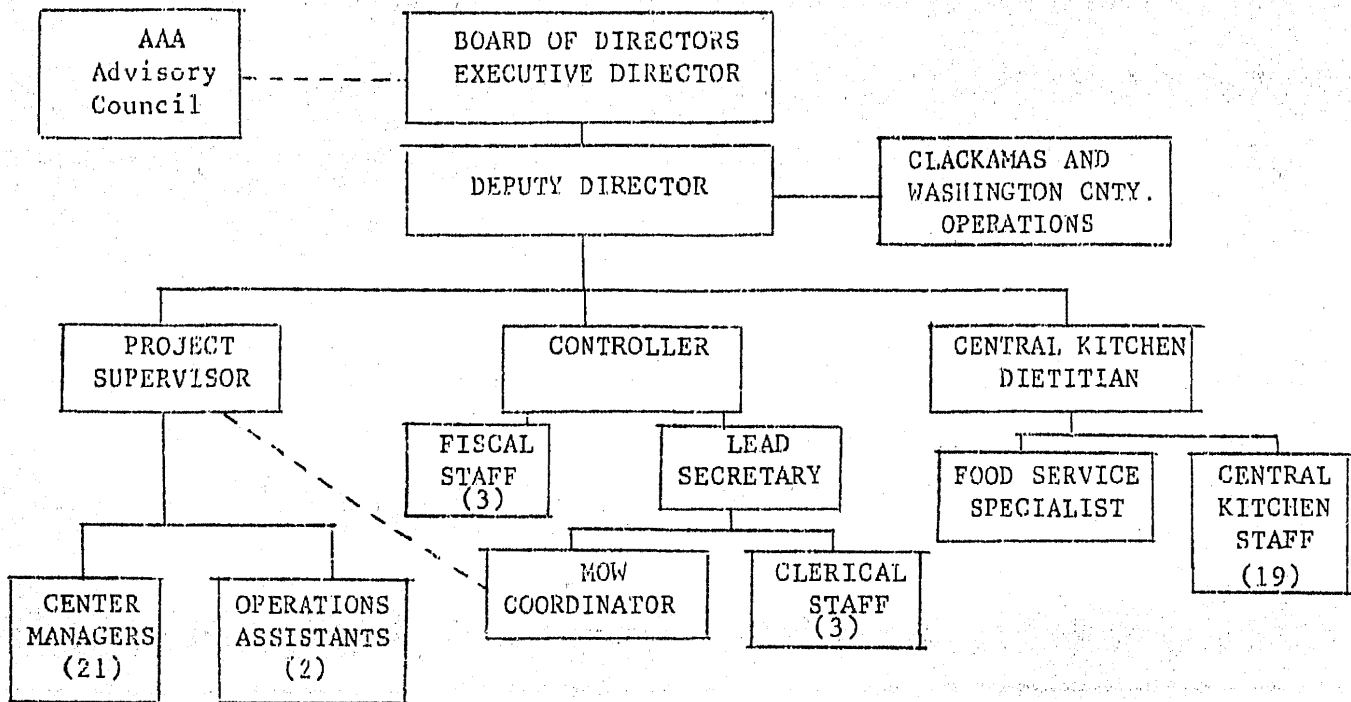 AAA
Advisory
Council
BOARD OF DIRECTORS
EXECUTIVE DIRECTOR
DEPUTY DIRECTOR
CLACKAMAS AND
WASHINGTON CNTY.
OPERATIONS
PROJECT
SUPERVISOR
CONTROLLER
CENTRAL KITCHEN
DIETITIAN
FISCAL
STAFF
(3)
LEAD
SECRETARY
FOOD SERVICE
SPECIALIST
CENTRAL
KITCHEN
STAFF
(19)
CENTER
MANAGERS
(21)
OPERATIONS
ASSISTANTS
(2)
MOW
COORDINATOR
CLERICAL
STAFF
(3)